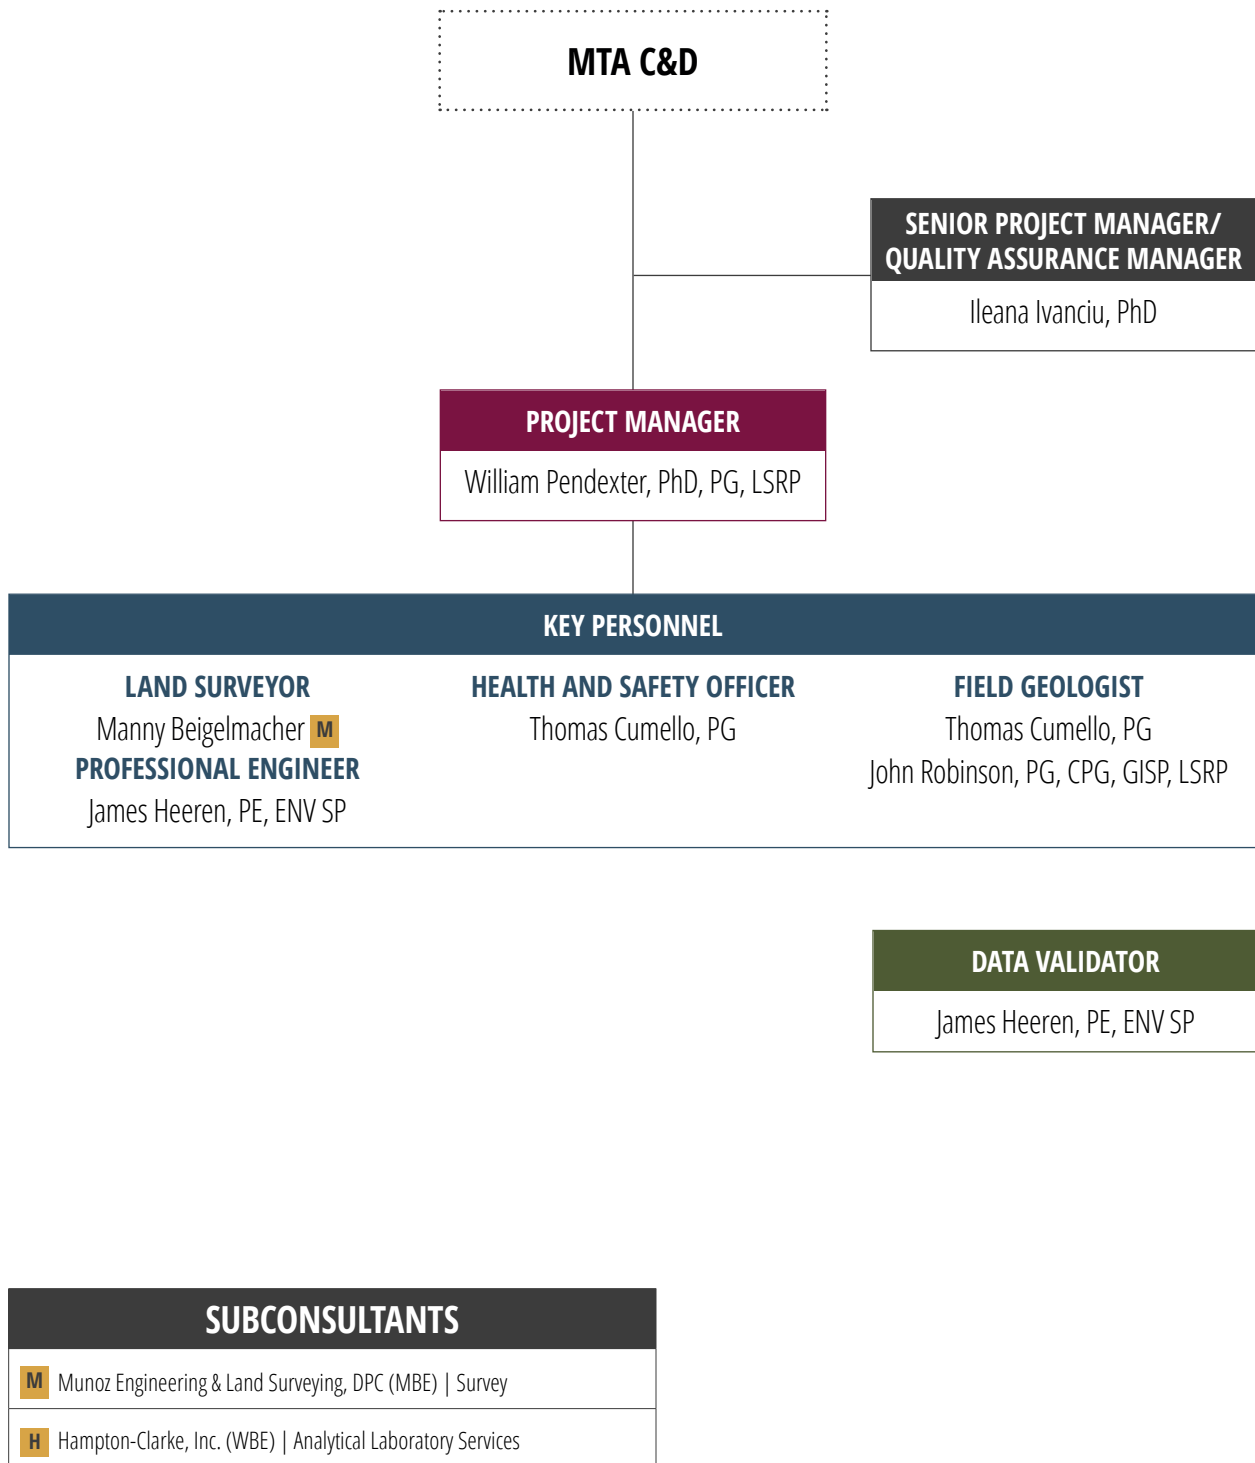 MTA C&D
SENIOR PROJECT MANAGER/
QUALITY ASSURANCE MANAGER
Ileana Ivanciu, PhD
PROJECT MANAGER
William Pendexter, PhD, PG, LSRP
KEY PERSONNEL
LAND SURVEYOR
Manny Beigelmacher M
PROFESSIONAL ENGINEER
James Heeren, PE, ENV SP
HEALTH AND SAFETY OFFICER
Thomas Cumello, PG
FIELD GEOLOGIST
Thomas Cumello, PG
John Robinson, PG, CPG, GISP, LSRP
DATA VALIDATOR
James Heeren, PE, ENV SP
SUBCONSULTANTS
M Munoz Engineering & Land Surveying, DPC (MBE) | Survey
H Hampton-Clarke, Inc. (WBE) | Analytical Laboratory Services